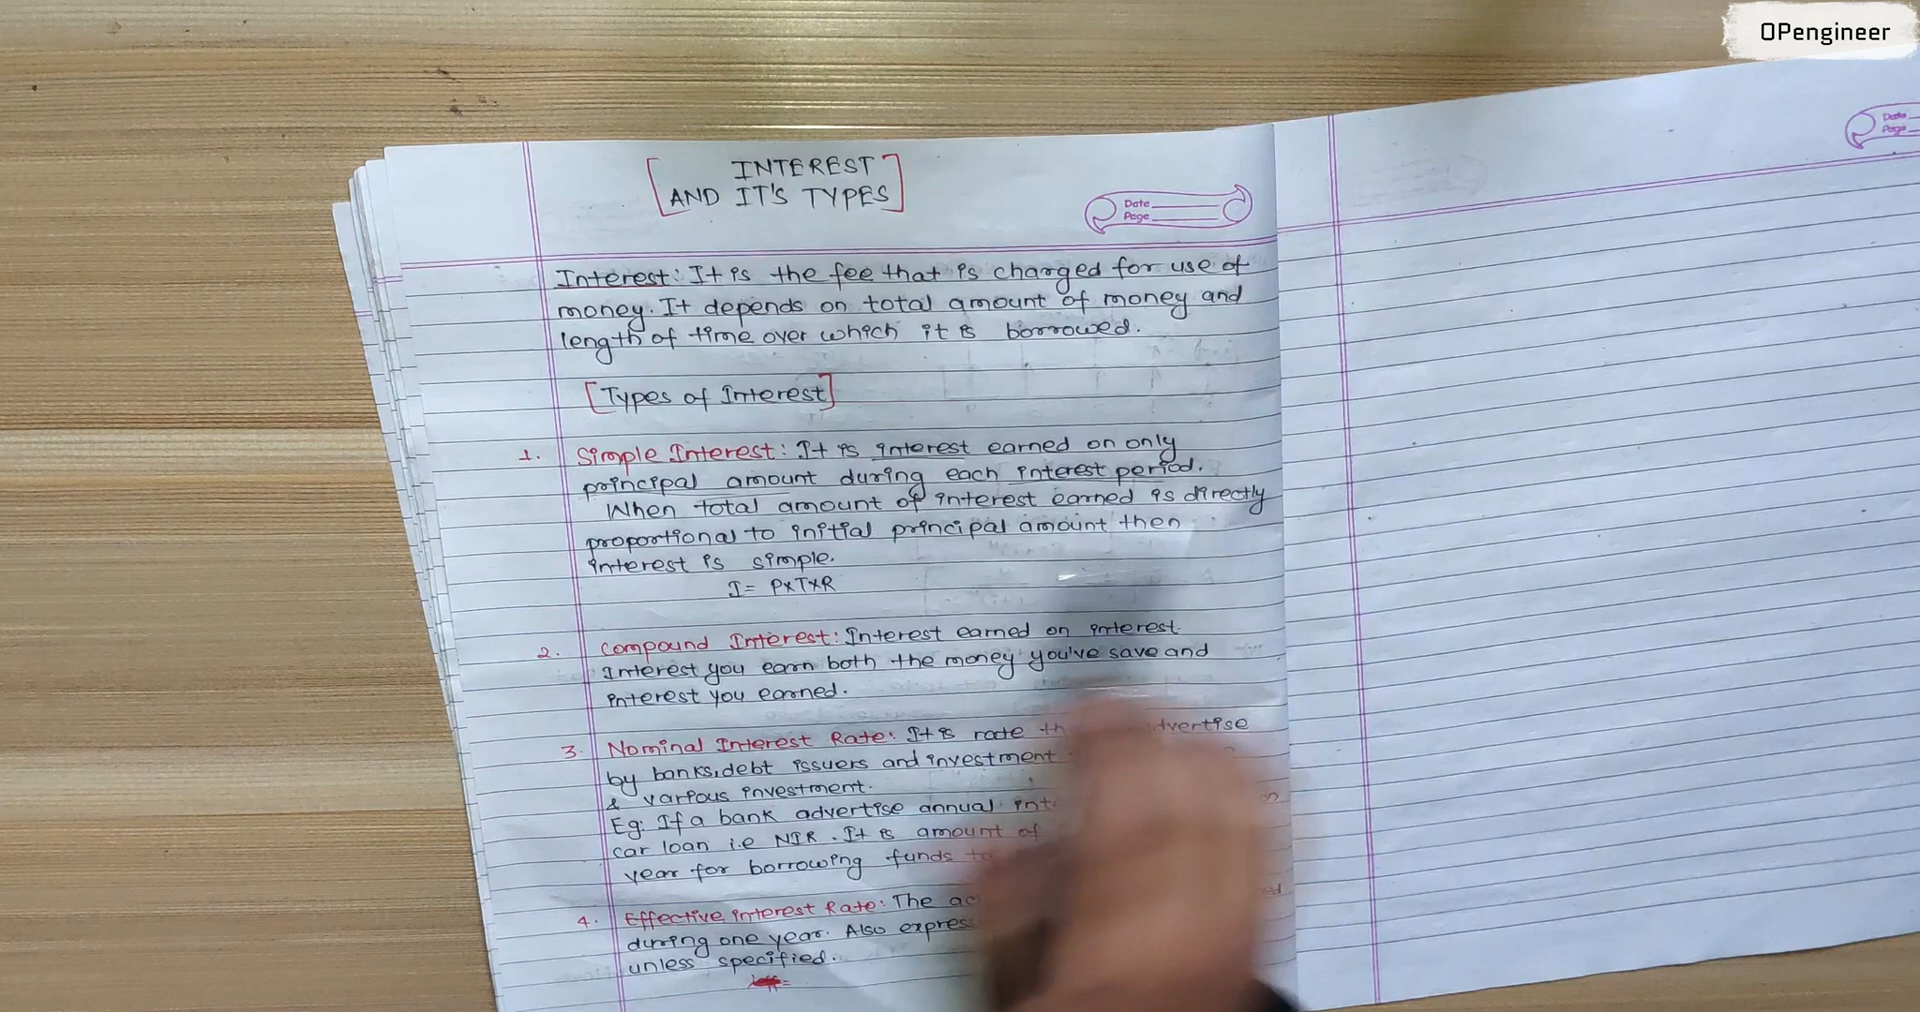 OPengineer
INTEREST
AND IT'S TYPES
Date
Page
Date
Page
Interest: It is the fee that is charged for use of
money. It depends on total amount of money and
length of time over which it is borrowed.
[Types of Interest]
1. Simple Interest: It is interest earned on only
principal amount during each interest period.
When total amount of interest earned is directly
proportional to initial principal amount then
interest is simple.
I = P×T×R
2. Compound Interest: Interest earned on interest
Interest you earn both the money you've save and
interest you earned.
3. Nominal Interest Rate: It is rate advertise
by banks, debt issuers and investment
& various investment.
Eg: If a bank advertise annual
car loan i.e NIR. It is amount of
year for borrowing funds
4. Effective interest Rate: The
during one year. Also
unless specified.